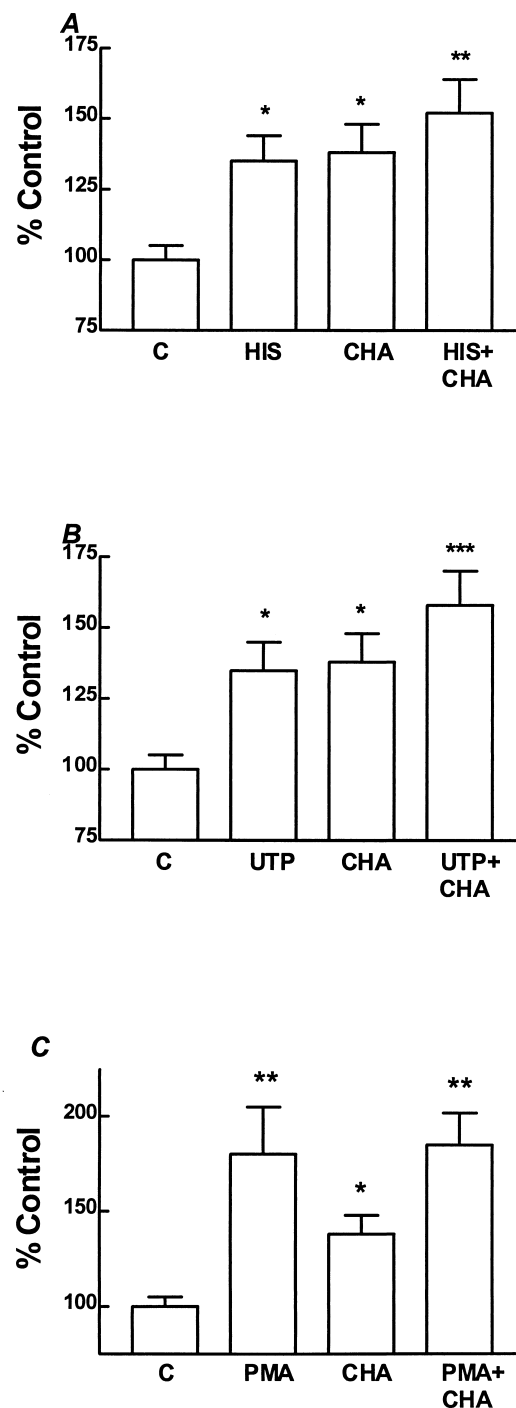 A
175
**
150
*
*
% Control
125
100
75
C HIS CHA HIS+
CHA
B
175
***
150
*
*
% Control
125
100
75
C UTP CHA UTP+
CHA
C
**
**
200
*
% Control
150
100
C PMA CHA PMA+
CHA